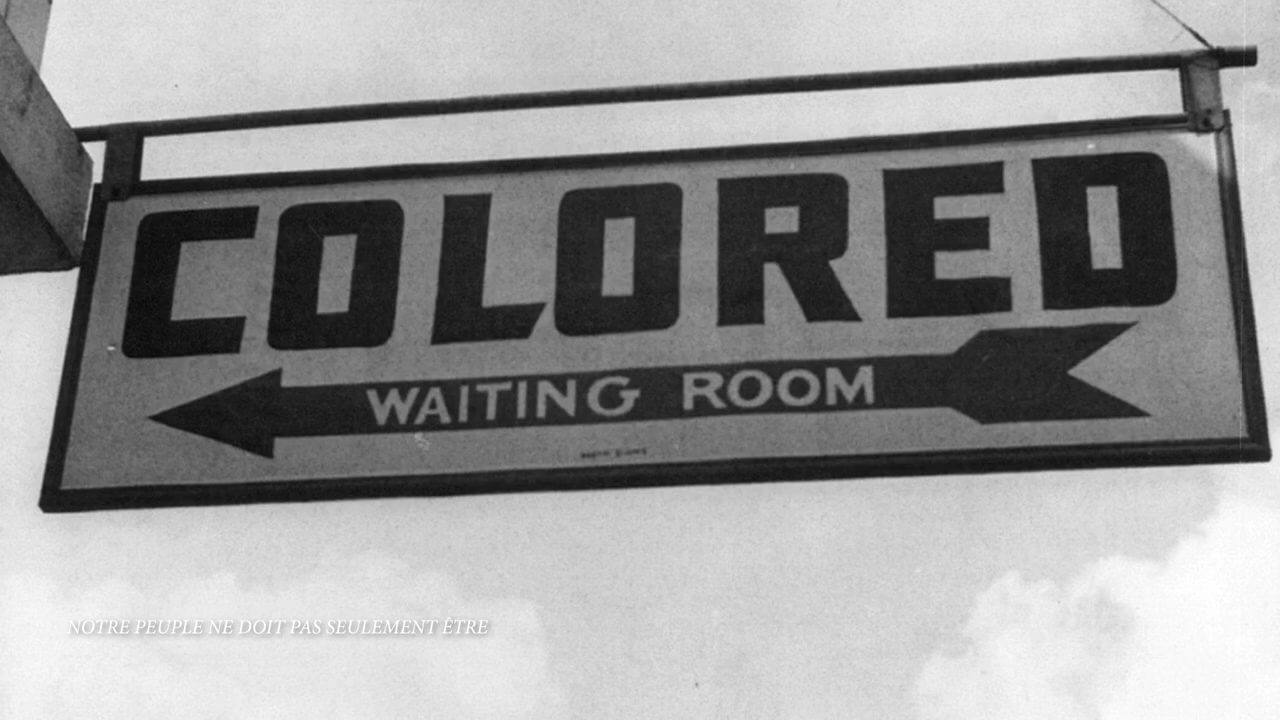 COLORED
WAITING ROOM
NOTRE PEUPLE NE DOIT PAS SEULEMENT ÊTRE